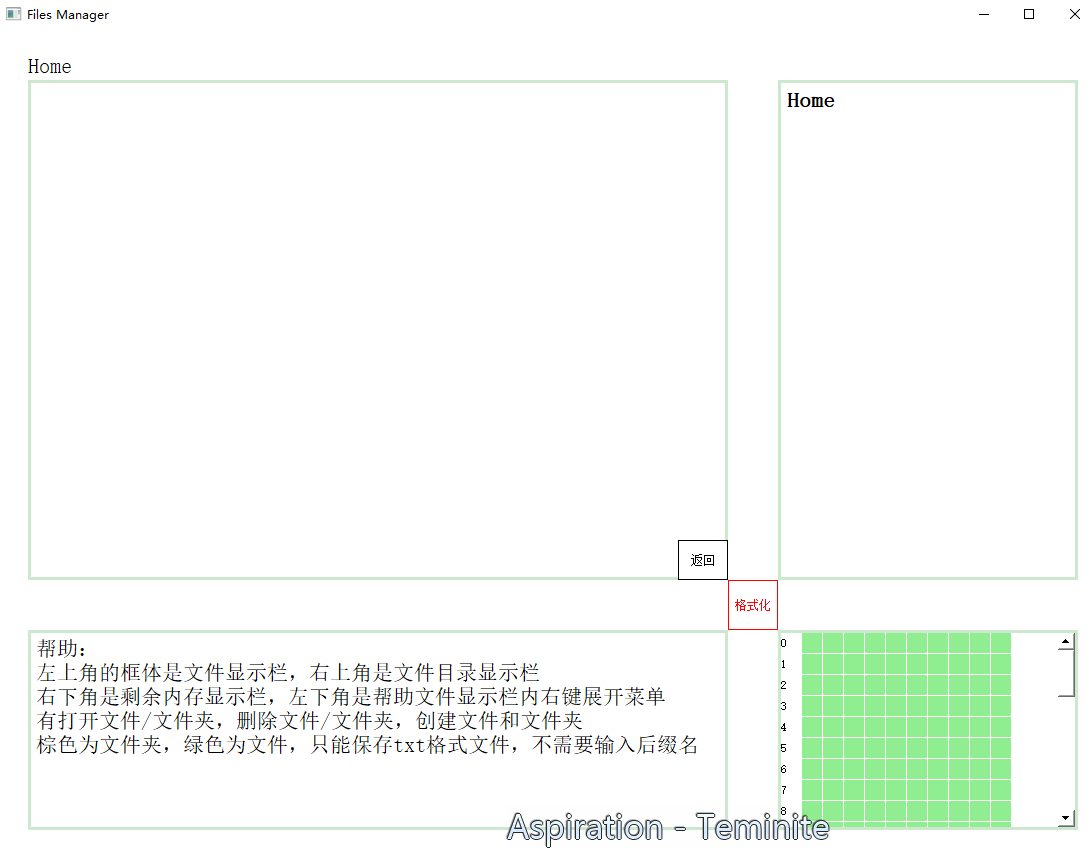 Files Manager
Home
Home
返回
格式化
帮助:
左上角的框体是文件显示栏，右上角是文件目录显示栏
右下角是剩余内存显示栏，左下角是帮助文件显示栏内右键展开菜单
有打开文件/文件夹，删除文件/文件夹，创建文件和文件夹
棕色为文件夹，绿色为文件，只能保存txt格式文件，不需要输入后缀名
0
1
2
3
4
5
6
7
8
Aspiration - Teminite